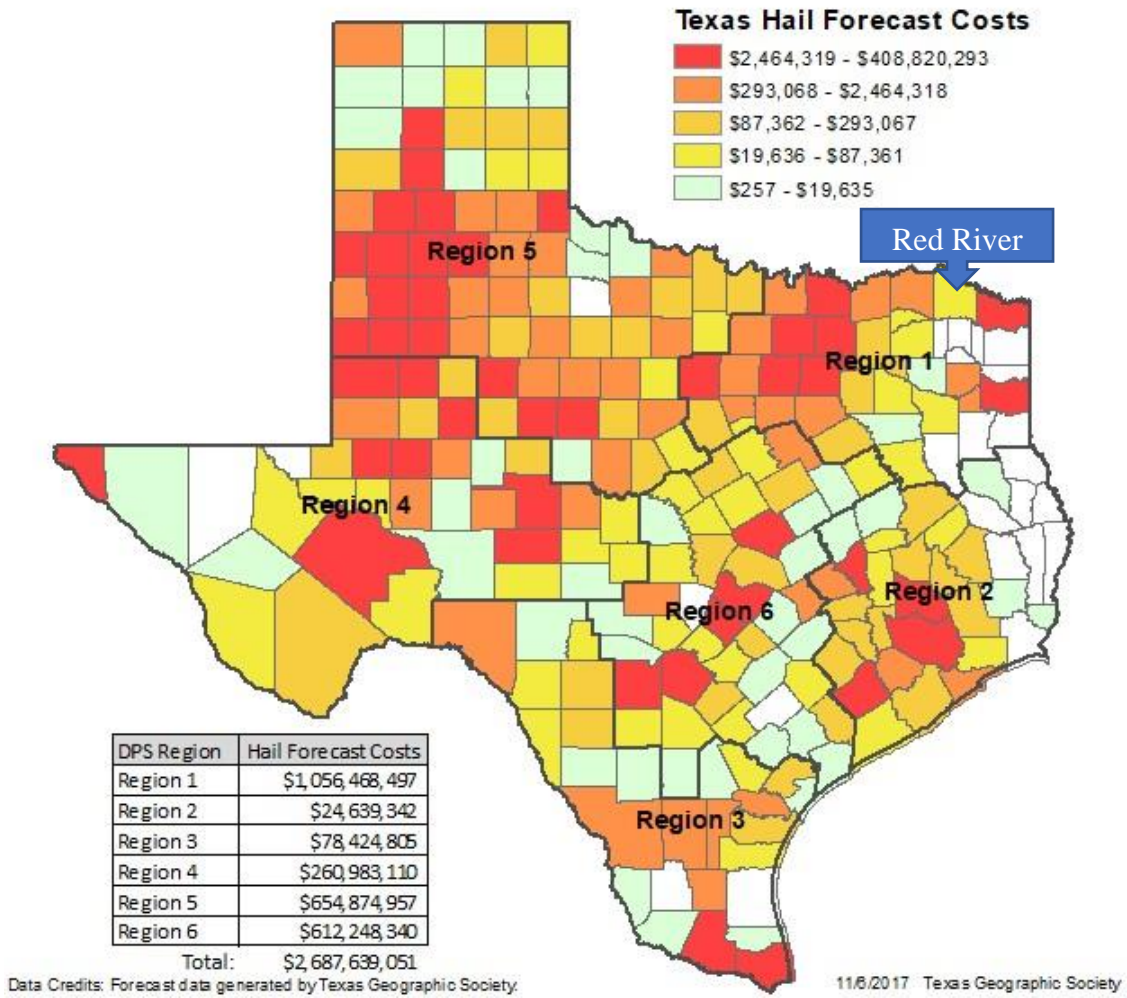 Texas Hail Forecast Costs
$2,464,319 - $408,820,293
$293,068 - $2,464,318
$87,362 - $293,067
$19,636 - $87,361
$257 - $19,635
Red River
Region 5
Region 1
Region 4
Region 2
Region 6
Region 3
DPS Region Hail Forecast Costs
Region 1 $1,056,468,497
Region 2 $24,639,342
Region 3 $78,424,805
Region 4 $260,983,110
Region 5 $654,874,957
Region 6 $612,248,340
Total: $2,687,639,051
Data Credits: Forecast data generated by Texas Geographic Society.
11/6/2017 Texas Geographic Society